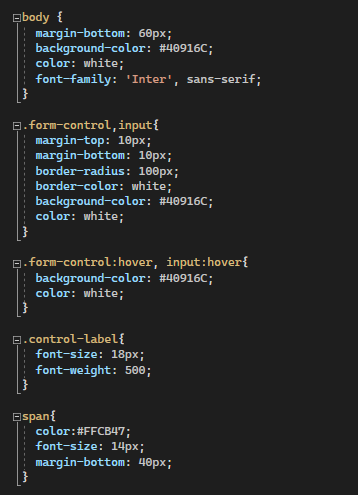 body {
margin-bottom: 60px;
background-color: #40916C;
color: white;
font-family: 'Inter', sans-serif;
}
.form-control,input{
margin-top: 10px;
margin-bottom: 10px;
border-radius: 100px;
border-color: white;
background-color: #40916C;
color: white;
}
.form-control:hover, input:hover{
background-color: #40916C;
color: white;
}
.control-label{
font-size: 18px;
font-weight: 500;
}
span{
color:#FFCB47;
font-size: 14px;
margin-bottom: 40px;
}